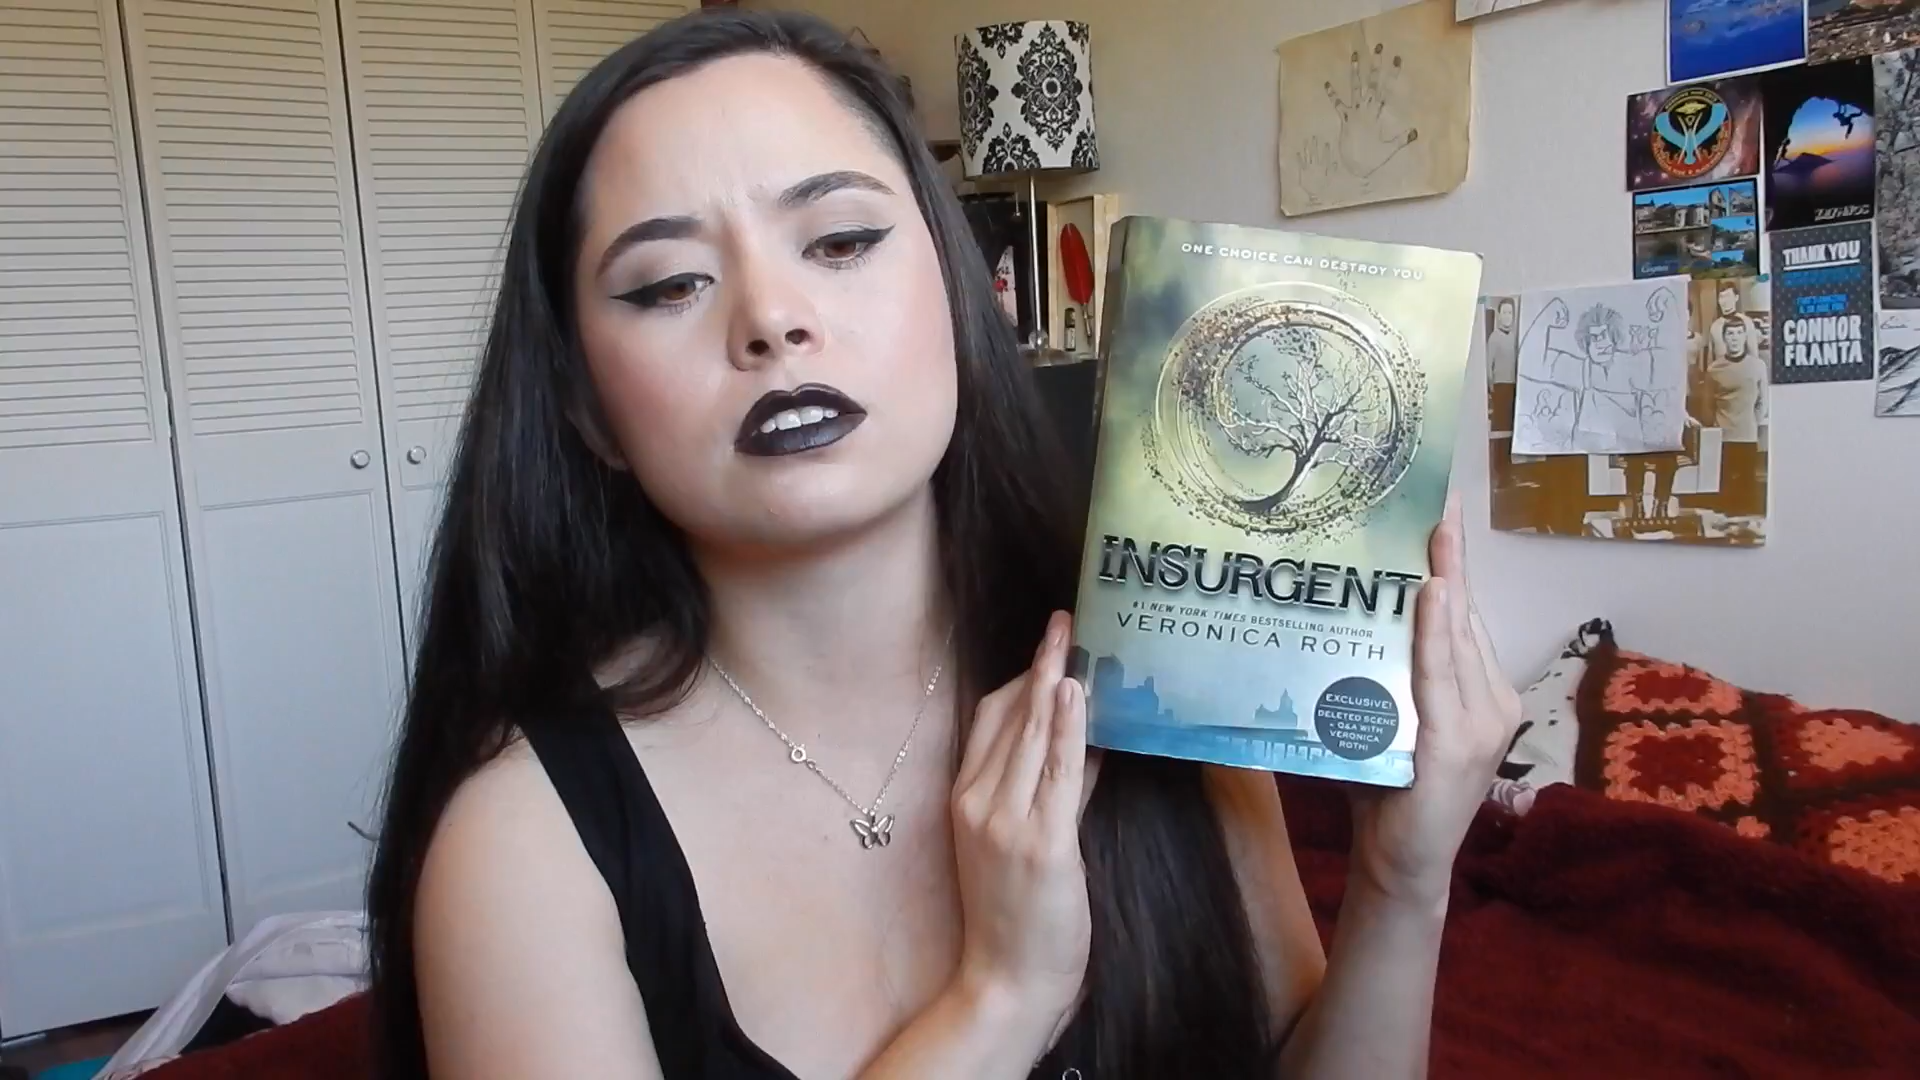 ONE CHOICE CAN DESTROY YOU
INSURGENT
#1 NEW YORK TIMES BESTSELLING AUTHOR
VERONICA ROTH
EXCLUSIVE!
DELETED SCENE
+ Q&A WITH
VERONICA
ROTH!
THANK YOU
CONNOR
FRANTA